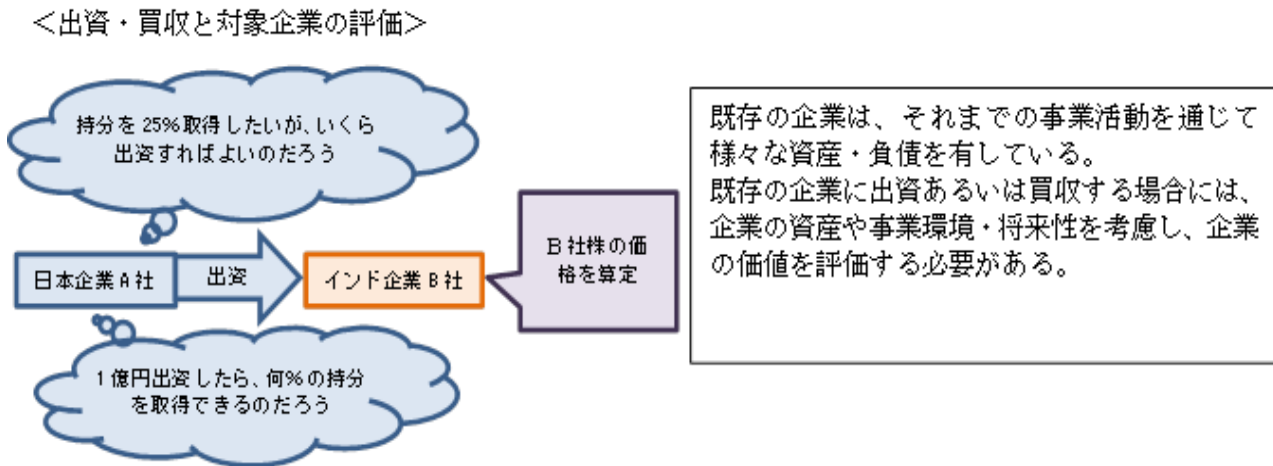 ＜出資・買収と対象企業の評価＞
持分を25%取得したいが、いくら
出資すればよいのだろう
日本企業A社
出資
インド企業B社
B社株の価
格を算定
1億円出資したら、何%の持分
を取得できるのだろう
既存の企業は、それまでの事業活動を通じて
様々な資産・負債を有している。
既存の企業に出資あるいは買収する場合には、
企業の資産や事業環境・将来性を考慮し、企業
の価値を評価する必要がある。